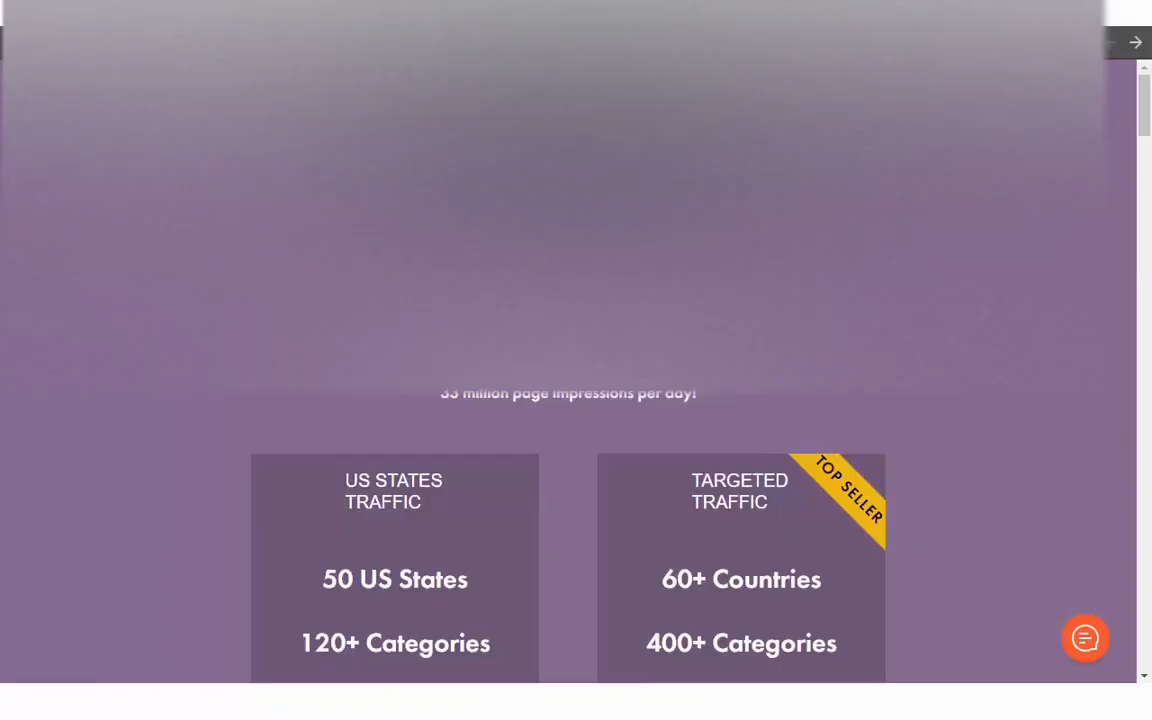 33 million page impressions per day!
US STATES
TRAFFIC
50 US States
120+ Categories
TARGETED
TRAFFIC
TOP SELLER
60+ Countries
400+ Categories